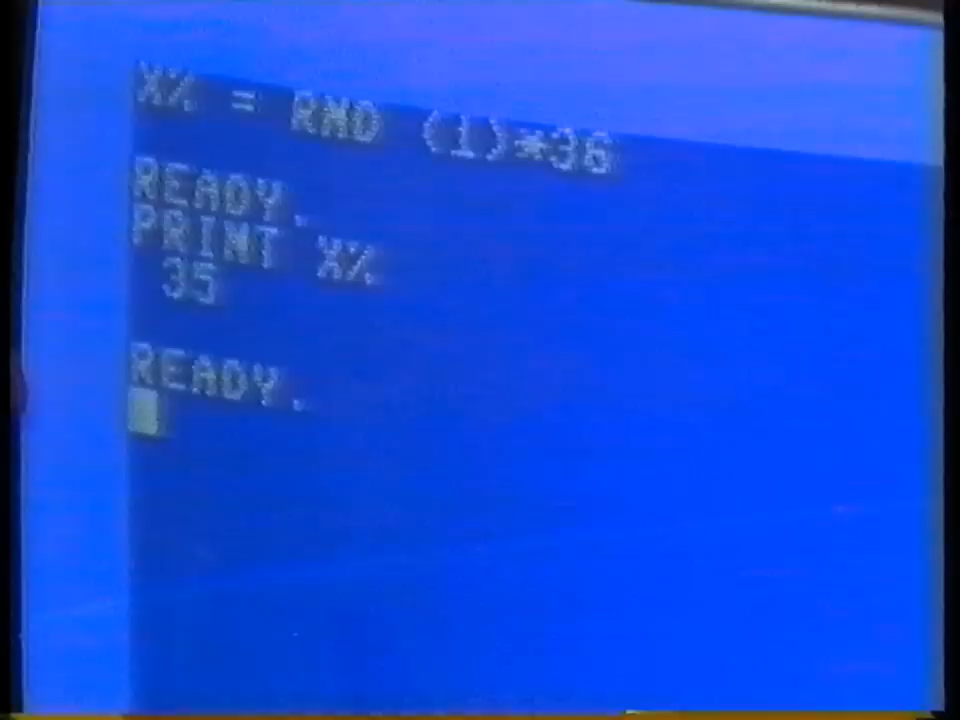 X% = RND (1)*36
READY.
PRINT X%
35
READY.